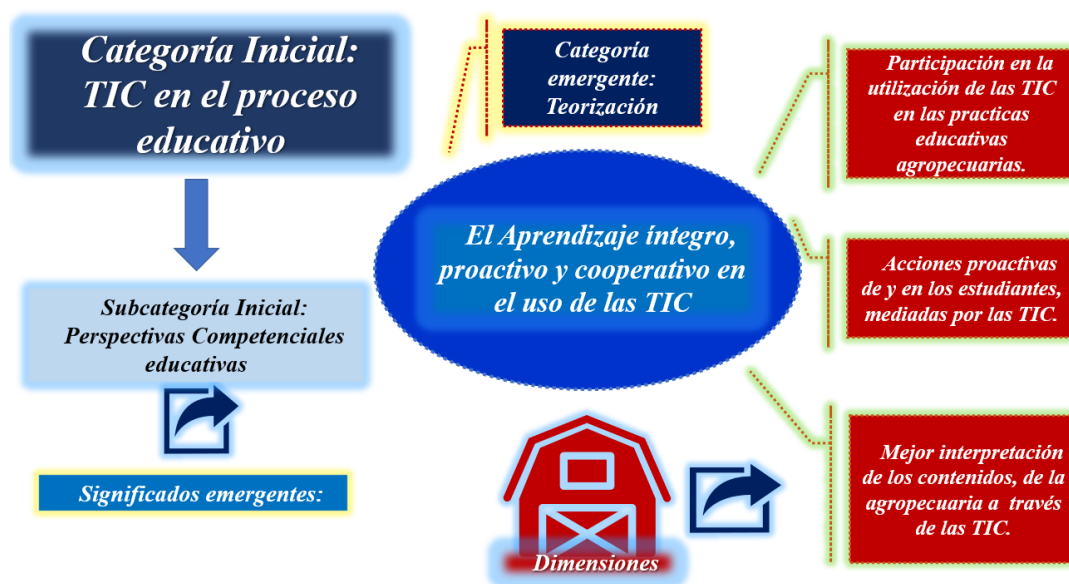 Categoría Inicial:
TIC en el proceso
educativo
Subcategoría Inicial:
Perspectivas Competenciales
educativas
Significados emergentes:
Categoría
emergente:
Teorización
El Aprendizaje íntegro,
proactivo y cooperativo en
el uso de las TIC
Dimensiones
Participación en la
utilización de las TIC
en las practicas
educativas
agropecuarias.
Acciones proactivas
de y en los estudiantes,
mediadas por las TIC.
Mejor interpretación
de los contenidos, de la
agropecuaria a través
de las TIC.